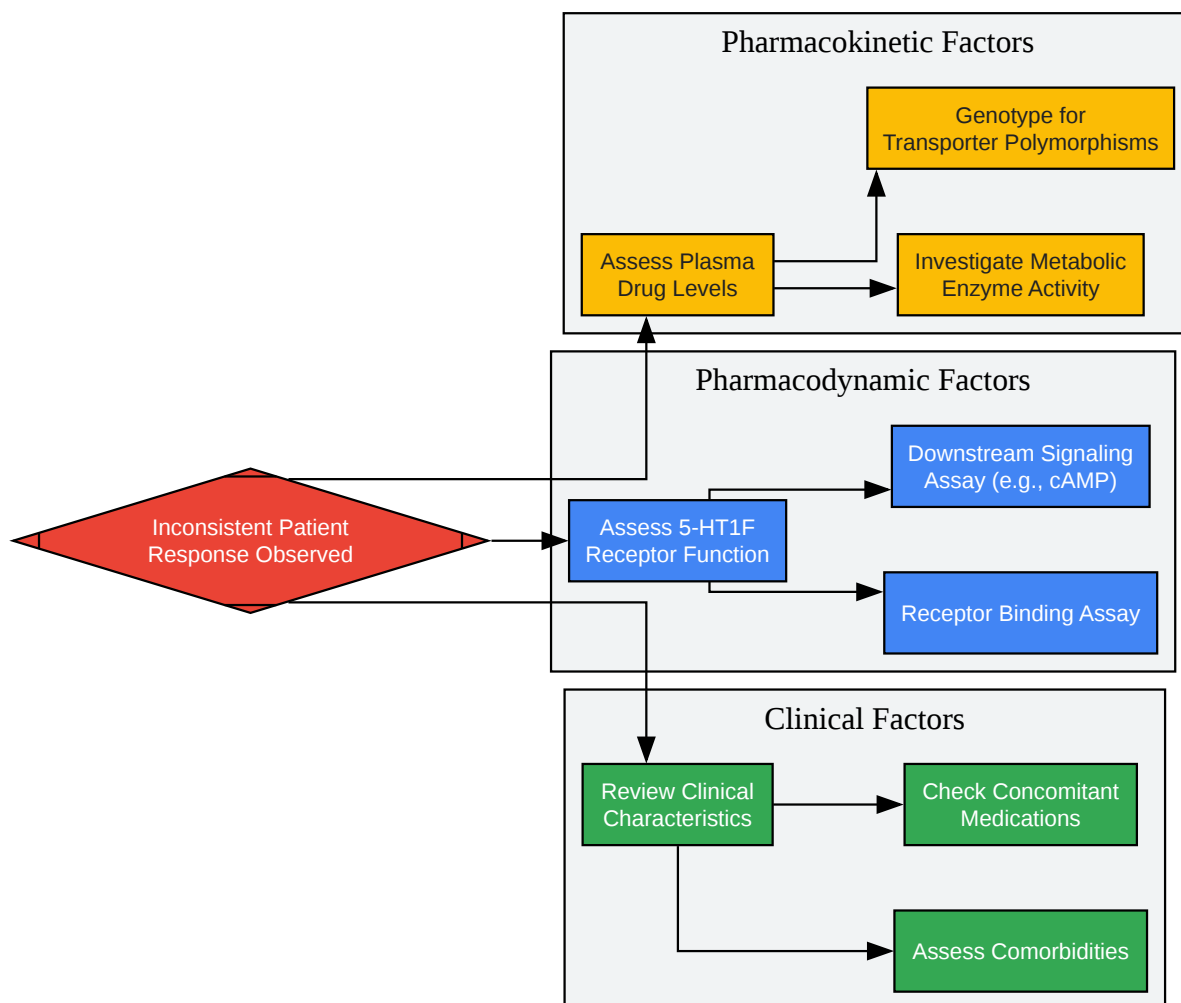 Pharmacokinetic Factors
Genotype for
Transporter Polymorphisms
Assess Plasma
Drug Levels
Investigate Metabolic
Enzyme Activity
Pharmacodynamic Factors
Downstream Signaling
Assay (e.g., cAMP)
Inconsistent Patient
Response Observed
Assess 5-HT1F
Receptor Function
Receptor Binding Assay
Clinical Factors
Review Clinical
Characteristics
Check Concomitant
Medications
Assess Comorbidities